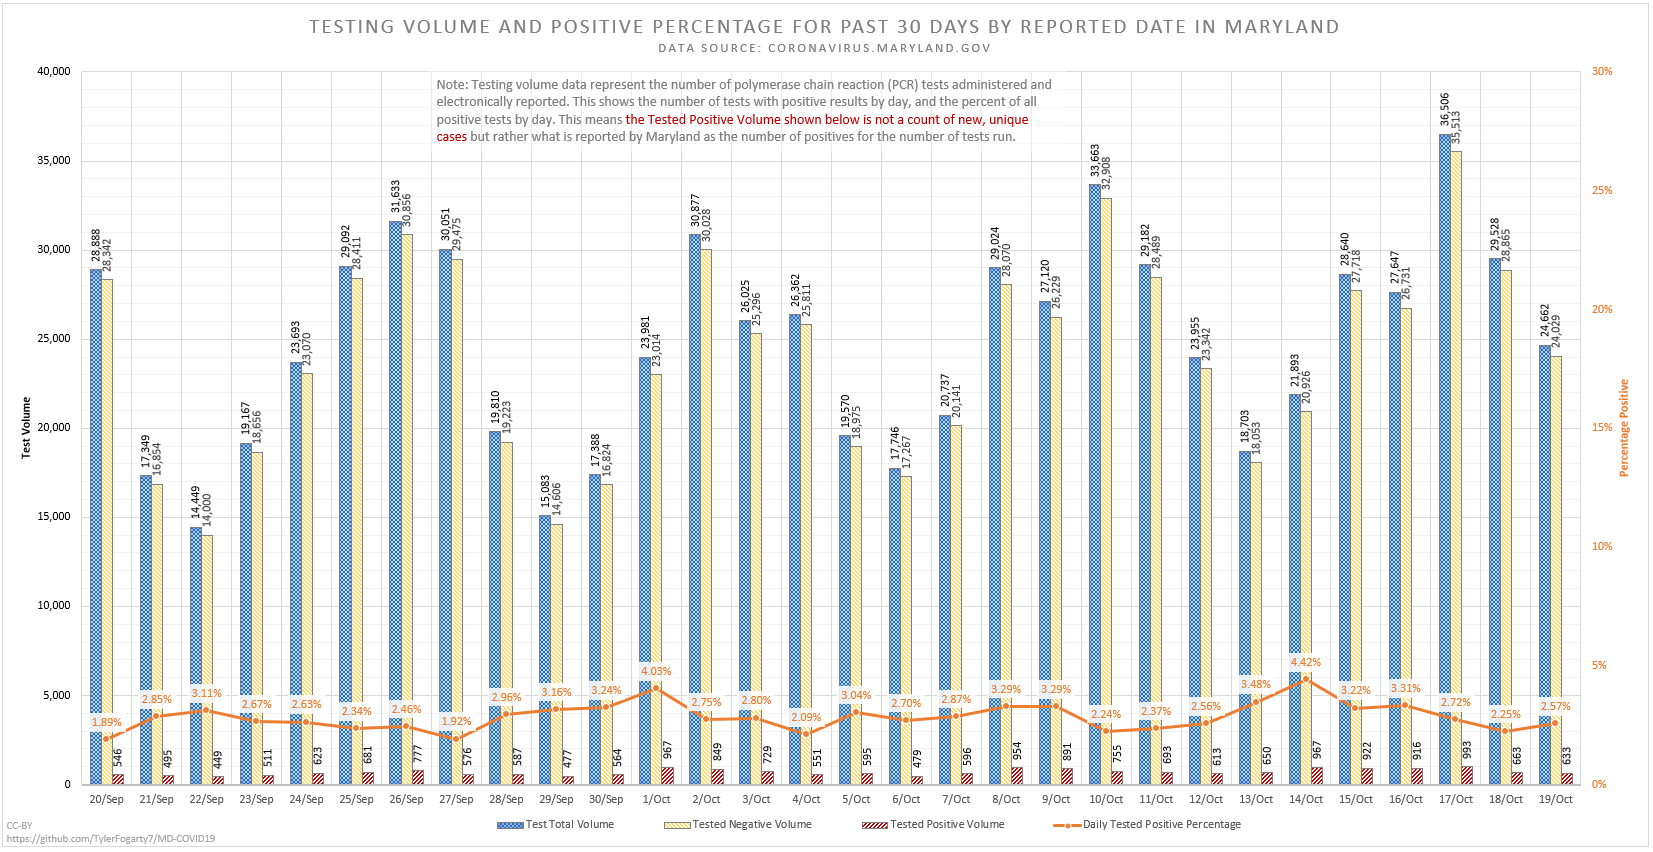 TESTING VOLUME AND POSITIVE PERCENTAGE FOR PAST 30 DAYS BY REPORTED DATE IN MARYLAND
DATA SOURCE: CORONAVIRUS.MARYLAND.GOV
Note: Testing volume data represent the number of polymerase chain reaction (PCR) tests administered and
electronically reported. This shows the number of tests with positive results by day, and the percent of all
positive tests by day. This means the Tested Positive Volume shown below is not a count of new, unique
cases but rather what is reported by Maryland as the number of positives for the number of tests run.
40,000
35,000
30,000
25,000
20,000
15,000
10,000
5,000
0
Test Volume
28,888 28,342 1.89% 546
17,349 16,854 2.85% 495
14,449 14,000 3.11% 449
19,167 18,656 2.67% 511
23,693 23,070 2.63% 623
29,092 28,411 2.34% 681
31,633 30,856 2.46% 777
30,051 29,475 1.92% 576
19,810 19,223 2.96% 587
15,083 14,606 3.16% 477
17,388 16,824 3.24% 564
23,981 23,014 4.03% 967
30,877 30,028 2.75% 849
26,025 25,296 2.80% 729
26,362 25,811 2.09% 551
19,570 18,975 3.04% 595
17,746 17,267 2.70% 479
20,737 20,141 2.87% 596
29,024 28,070 3.29% 954
27,120 26,229 3.29% 891
33,663 32,908 2.24% 755
29,182 28,489 2.37% 693
23,955 23,342 2.56% 613
18,703 18,053 3.48% 650
21,893 20,926 4.42% 967
28,640 27,718 3.22% 922
27,647 26,731 3.31% 916
36,506 35,513 2.72% 993
29,528 28,865 2.25% 663
24,662 24,029 2.57% 633
30%
25%
20%
15%
10%
5%
0%
Percentage Positive
20/Sep 21/Sep 22/Sep 23/Sep 24/Sep 25/Sep 26/Sep 27/Sep 28/Sep 29/Sep 30/Sep 1/Oct 2/Oct 3/Oct 4/Oct 5/Oct 6/Oct 7/Oct 8/Oct 9/Oct 10/Oct 11/Oct 12/Oct 13/Oct 14/Oct 15/Oct 16/Oct 17/Oct 18/Oct 19/Oct
Test Total Volume Tested Negative Volume Tested Positive Volume Daily Tested Positive Percentage
CC-BY
https://github.com/TylerFogarty7/MD-COVID19